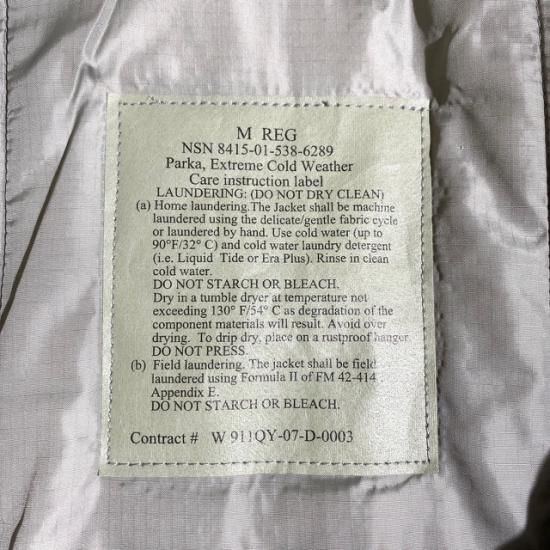 M REG
NSN 8415-01-538-6289
Parka, Extreme Cold Weather
Care instruction label
LAUNDERING: (DO NOT DRY CLEAN)
(a) Home laundering.The Jacket shall be machine
laundered using the delicate/gentle fabric cycle
or laundered by hand. Use cold water (up to
90°F/32° C) and cold water laundry detergent
(i.e. Liquid Tide or Era Plus). Rinse in clean
cold water.
DO NOT STARCH OR BLEACH.
Dry in a tumble dryer at temperature not
exceeding 130° F/54° C as degradation of the
component materials will result. Avoid over
drying. To drip dry, place on a rustproof hanger.
DO NOT PRESS.
(b) Field laundering. The jacket shall be field
laundered using Formula II of FM 42-414
Appendix E.
DO NOT STARCH OR BLEACH.
Contract # W 911QY-07-D-0003